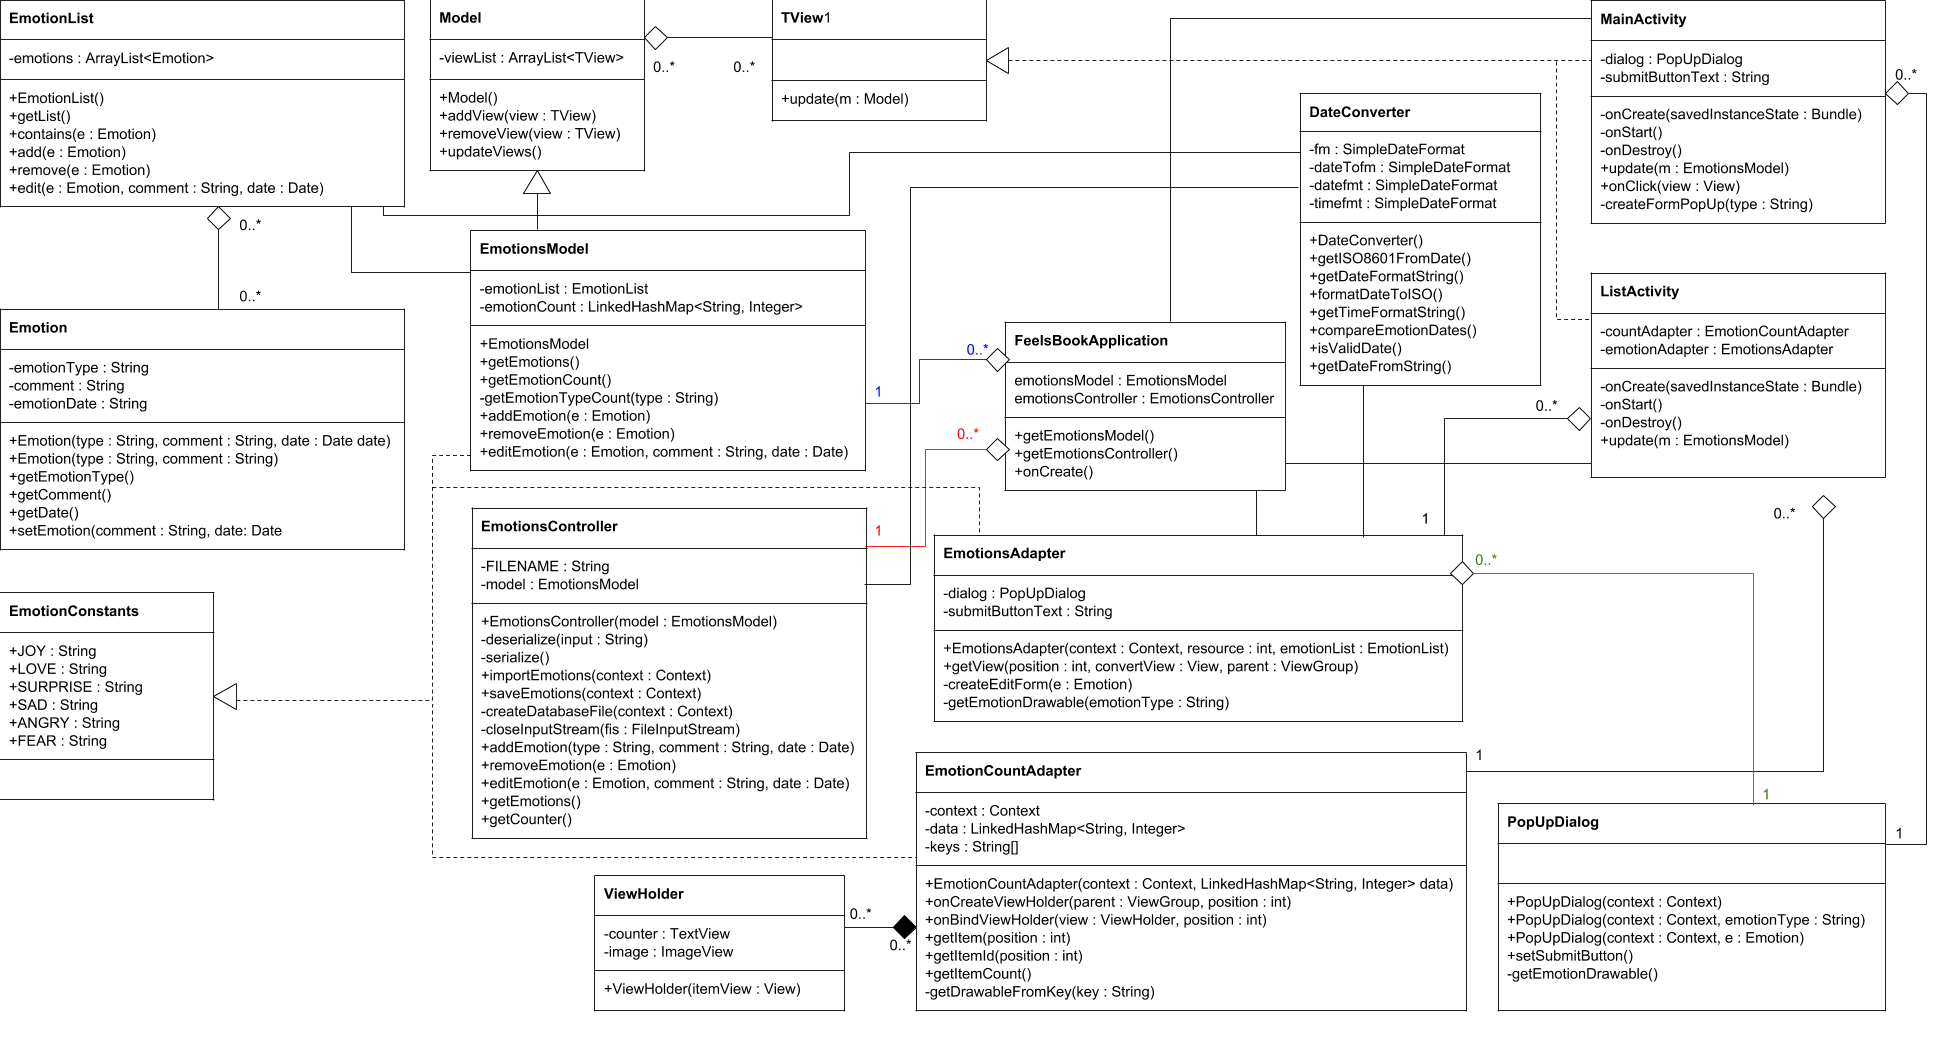 EmotionList
-emotions : ArrayList<Emotion>
+EmotionList()
+getList()
+contains(e : Emotion)
+add(e : Emotion)
+remove(e : Emotion)
+edit(e : Emotion, comment : String, date : Date)
0..*
0..*
Emotion
-emotionType : String
-comment : String
-emotionDate : String
+Emotion(type : String, comment : String, date : Date date)
+Emotion(type : String, comment : String)
+getEmotionType()
+getComment()
+getDate()
+setEmotion(comment : String, date: Date
EmotionConstants
+JOY : String
+LOVE : String
+SURPRISE : String
+SAD : String
+ANGRY : String
+FEAR : String
Model
-viewList : ArrayList<TView>
+Model()
+addView(view : TView)
+removeView(view : TView)
+updateViews()
0..*
0..*
TView1
+update(m : Model)
EmotionsModel
-emotionList : EmotionList
-emotionCount : LinkedHashMap<String, Integer>
+EmotionsModel
+getEmotions()
+getEmotionCount()
-getEmotionTypeCount(type : String)
+addEmotion(e : Emotion)
+removeEmotion(e : Emotion)
+editEmotion(e : Emotion, comment : String, date : Date)
1
0..*
EmotionsController
-FILENAME : String
-model : EmotionsModel
+EmotionsController(model : EmotionsModel)
-deserialize(input : String)
-serialize()
+importEmotions(context : Context)
+saveEmotions(context : Context)
-createDatabaseFile(context : Context)
-closeInputStream(fis : FileInputStream)
+addEmotion(type : String, comment : String, date : Date)
+removeEmotion(e : Emotion)
+editEmotion(e : Emotion, comment : String, date : Date)
+getEmotions()
+getCounter()
1
0..*
FeelsBookApplication
emotionsModel : EmotionsModel
emotionsController : EmotionsController
+getEmotionsModel()
+getEmotionsController()
+onCreate()
DateConverter
-fm : SimpleDateFormat
-dateTofm : SimpleDateFormat
-datefmt : SimpleDateFormat
-timefmt : SimpleDateFormat
+DateConverter()
+getISO8601FromDate()
+getDateFormatString()
+formatDateToISO()
+getTimeFormatString()
+compareEmotionDates()
+isValidDate()
+getDateFromString()
MainActivity
-dialog : PopUpDialog
-submitButtonText : String
-onCreate(savedInstanceState : Bundle)
-onStart()
-onDestroy()
+update(m : EmotionsModel)
+onClick(view : View)
-createFormPopUp(type : String)
0..*
ListActivity
-countAdapter : EmotionCountAdapter
-emotionAdapter : EmotionsAdapter
-onCreate(savedInstanceState : Bundle)
-onStart()
-onDestroy()
+update(m : EmotionsModel)
0..*
0..*
1
EmotionsAdapter
-dialog : PopUpDialog
-submitButtonText : String
+EmotionsAdapter(context : Context, resource : int, emotionList : EmotionList)
+getView(position : int, convertView : View, parent : ViewGroup)
-createEditForm(e : Emotion)
-getEmotionDrawable(emotionType : String)
0..*
EmotionCountAdapter
-context : Context
-data : LinkedHashMap<String, Integer>
-keys : String[]
+EmotionCountAdapter(context : Context, LinkedHashMap<String, Integer> data)
+onCreateViewHolder(parent : ViewGroup, position : int)
+onBindViewHolder(view : ViewHolder, position : int)
+getItem(position : int)
+getItemId(position : int)
+getItemCount()
-getDrawableFromKey(key : String)
1
ViewHolder
-counter : TextView
-image : ImageView
+ViewHolder(itemView : View)
0..*
0..*
1
PopUpDialog
+PopUpDialog(context : Context)
+PopUpDialog(context : Context, emotionType : String)
+PopUpDialog(context : Context, e : Emotion)
+setSubmitButton()
-getEmotionDrawable()
1